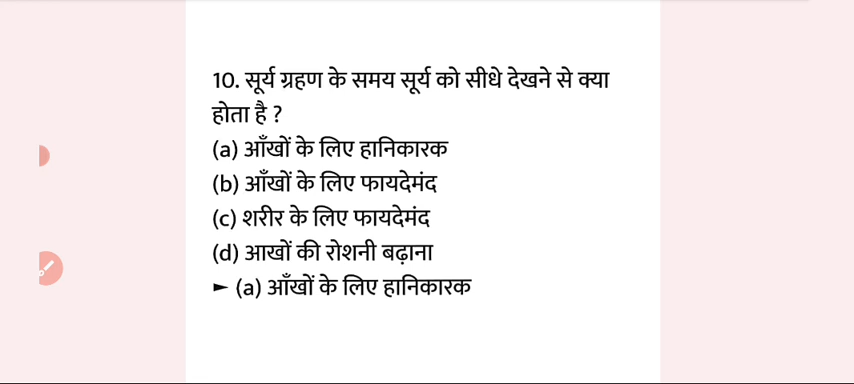 10. सूर्य ग्रहण के समय सूर्य को सीधे देखने से क्या
होता है ?
(a) आँखों के लिए हानिकारक
(b) आँखों के लिए फायदेमंद
(c) शरीर के लिए फायदेमंद
(d) आखों की रोशनी बढ़ाना
► (a) आँखों के लिए हानिकारक